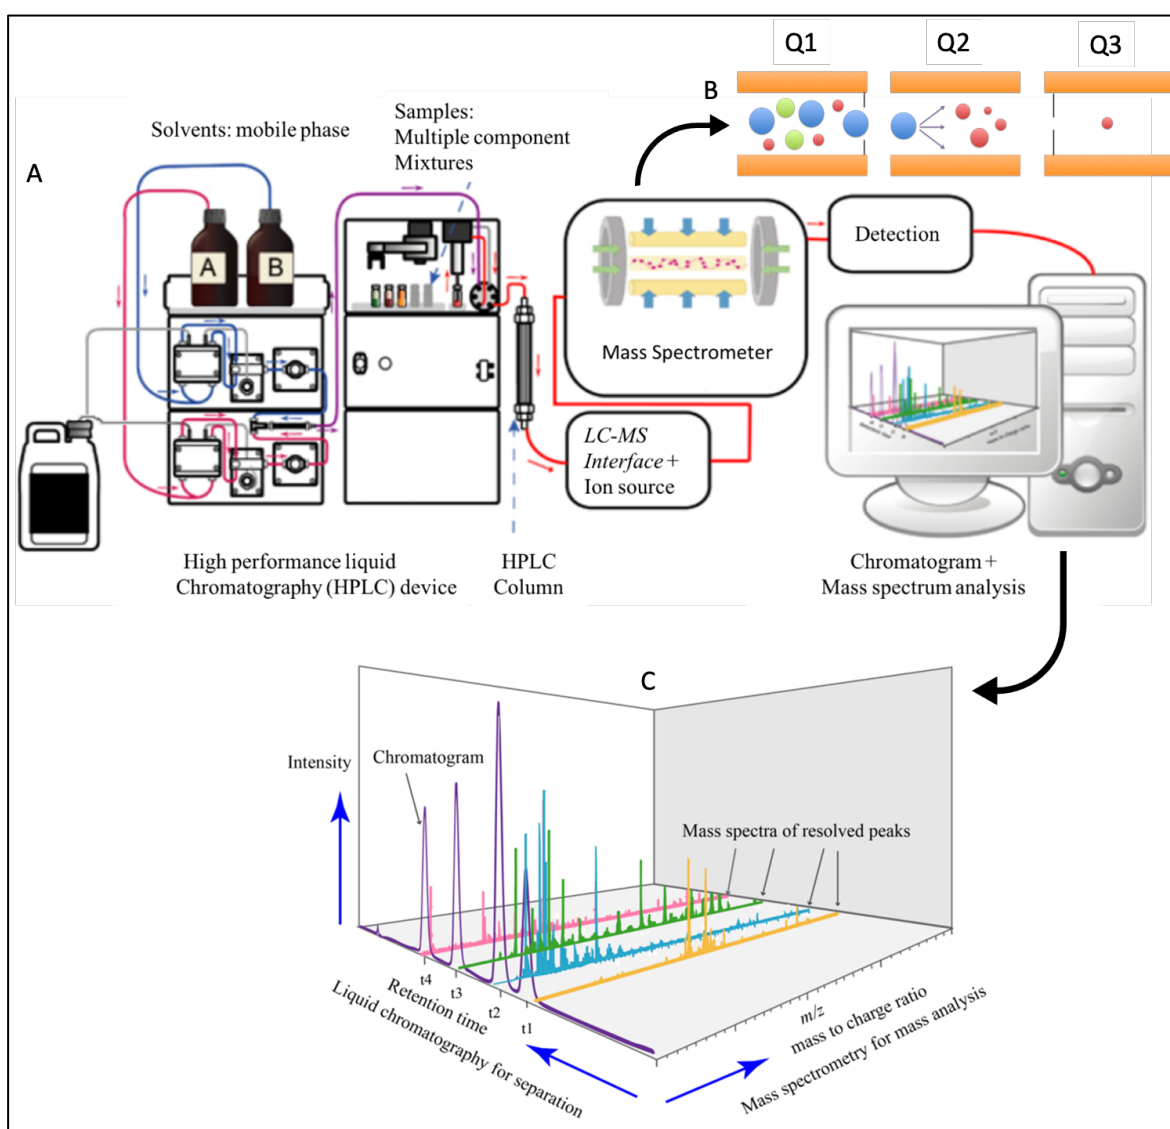 Q1
Q2
Q3
B
Samples:
Multiple component
Mixtures
Solvents: mobile phase
A
A
B
Detection
Mass Spectrometer
LC-MS
Interface +
Ion source
High performance liquid
Chromatography (HPLC) device
HPLC
Column
Chromatogram +
Mass spectrum analysis
C
Intensity
Chromatogram
Mass spectra of resolved peaks
t4
t3
t2
t1
Retention time
Liquid chromatography for separation
m/z
mass to charge ratio
Mass spectrometry for mass analysis